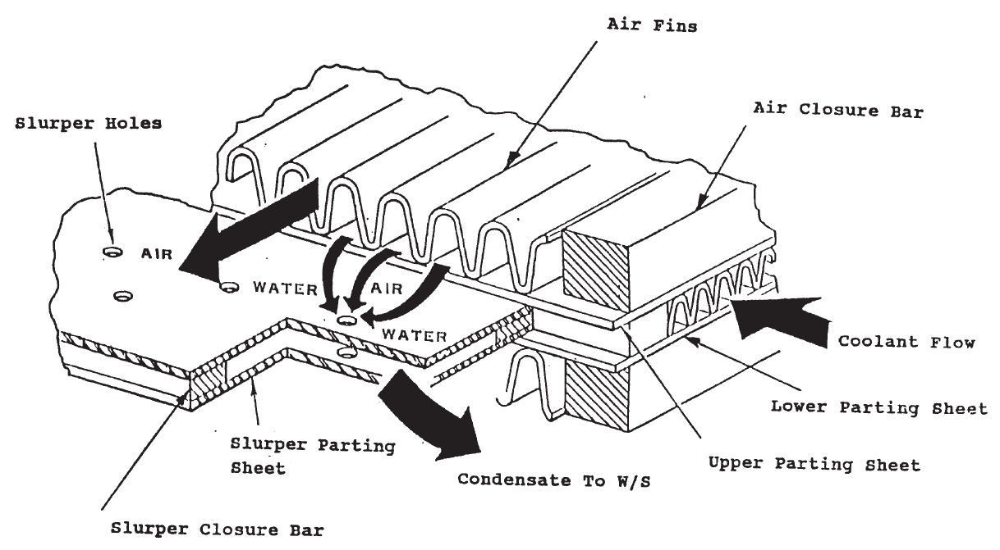 Air Fins
Air Closure Bar
Slurper Holes
AIR
WATER
AIR
WATER
Coolant Flow
Lower Parting Sheet
Slurper Parting
Sheet
Upper Parting Sheet
Condensate To W/S
Slurper Closure Bar